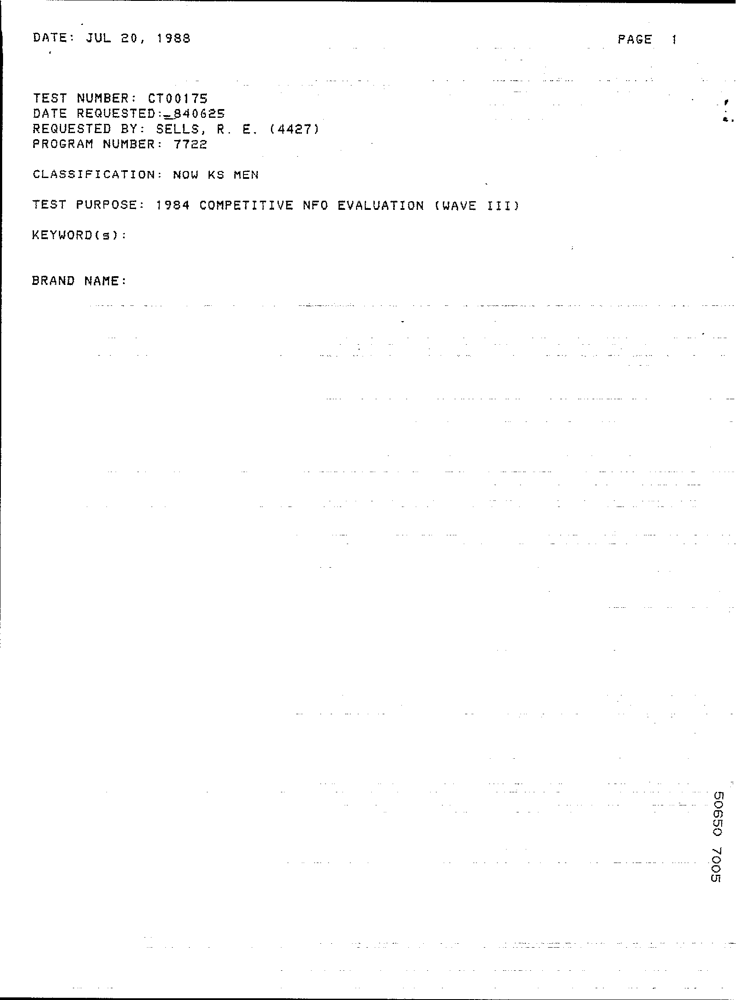 DATE: JUL 20, 1988
PAGE 1
TEST NUMBER: CT00175
DATE REQUESTED: 840625
REQUESTED BY: SELLS, R. E. (4427)
PROGRAM NUMBER: 7722
CLASSIFICATION: NOW KS MEN
TEST PURPOSE: 1984 COMPETITIVE NFO EVALUATION (WAVE III)
KEYWORD(s):
BRAND NAME:
50650 7005